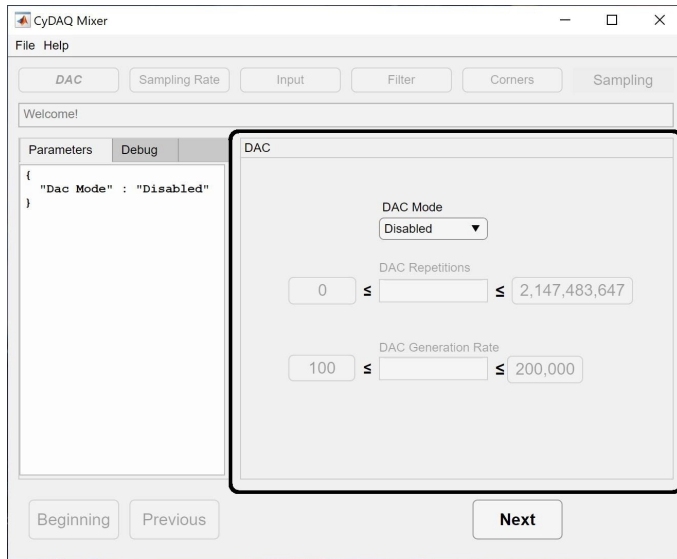 CyDAQ Mixer
File Help
DAC Sampling Rate Input Filter Corners Sampling
Welcome!
Parameters Debug
{
"Dac Mode" : "Disabled"
}
DAC
DAC Mode
Disabled
DAC Repetitions
0 ≤ ≤ 2,147,483,647
DAC Generation Rate
100 ≤ ≤ 200,000
Beginning Previous Next